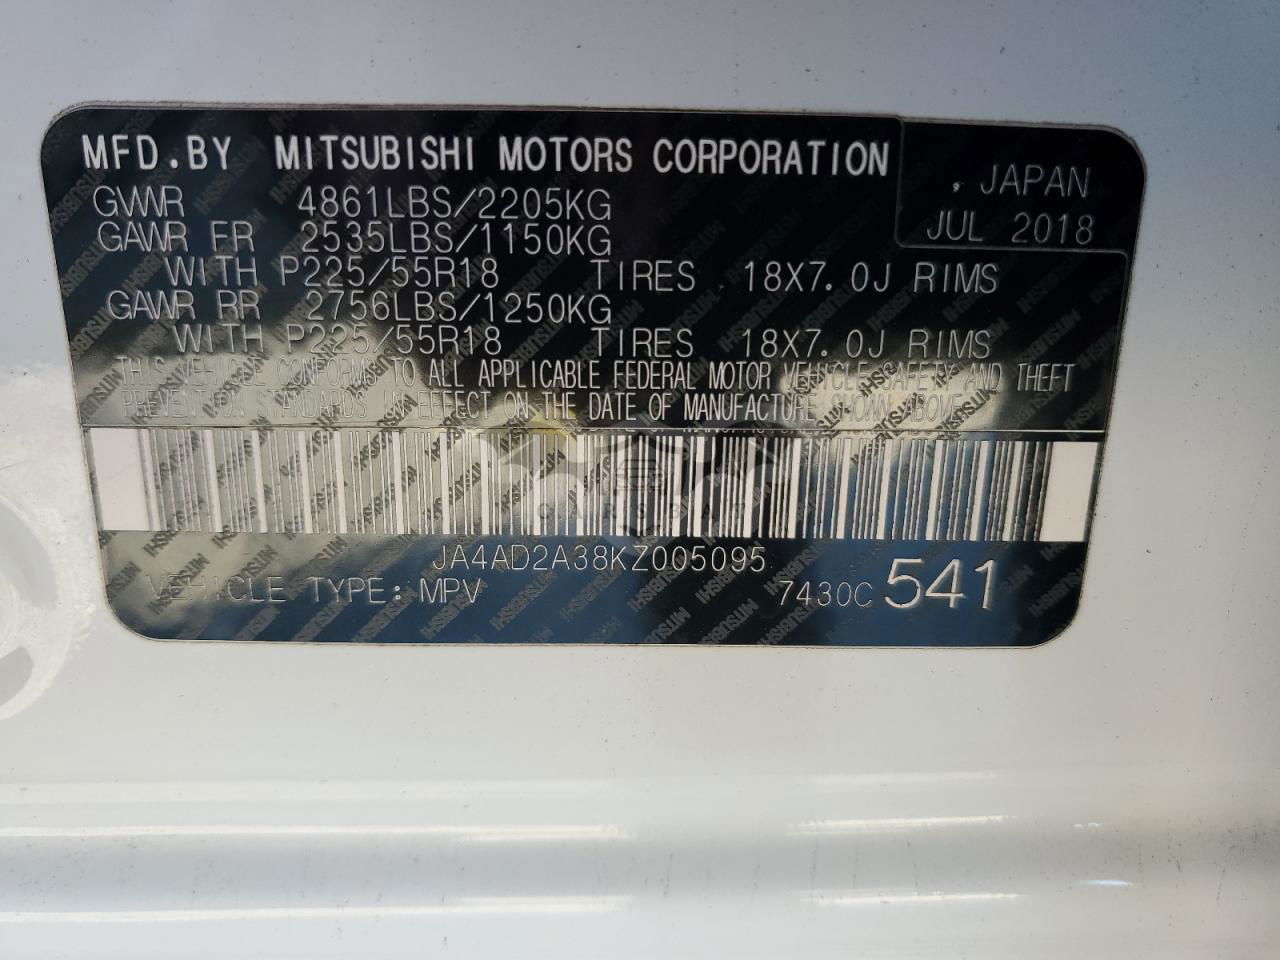 MFD.BY MITSUBISHI MOTORS CORPORATION
JAPAN
JUL 2018
GVWR 4861LBS/2205KG
GAWR FR 2535LBS/1150KG
WITH P225/55R18 TIRES 18X7.0J RIMS
GAWR RR 2756LBS/1250KG
WITH P225/55R18 TIRES 18X7.0J RIMS
THIS VEHICLE CONFORMS TO ALL APPLICABLE FEDERAL MOTOR VEHICLE SAFETY AND THEFT
PREVENTION STANDARDS IN EFFECT ON THE DATE OF MANUFACTURE SHOWN ABOVE.
JA4AD2A38KZ005095
VEHICLE TYPE: MPV 7430C 541